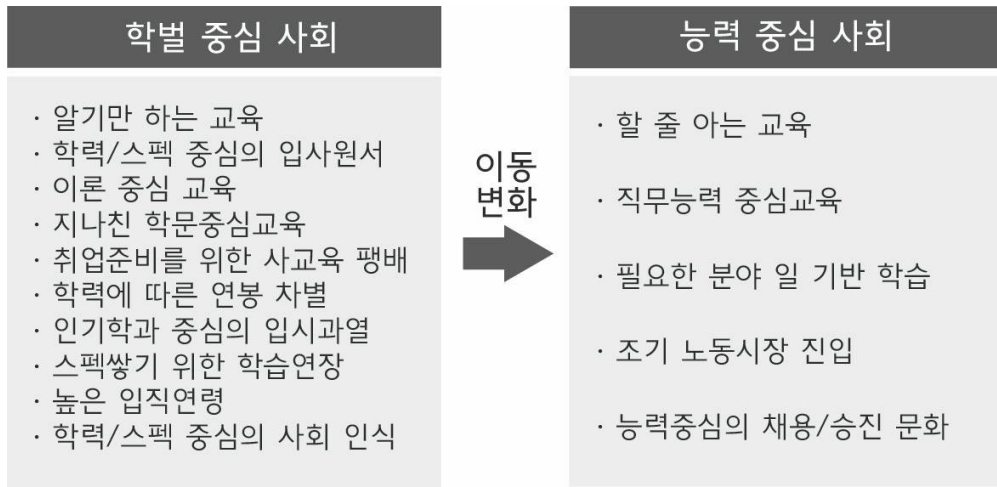 학벌 중심 사회
· 알기만 하는 교육
· 학력/스펙 중심의 입사원서
· 이론 중심 교육
· 지나친 학문중심교육
· 취업준비를 위한 사교육 팽배
· 학력에 따른 연봉 차별
· 인기학과 중심의 입시과열
· 스펙쌓기 위한 학습연장
· 높은 입직연령
· 학력/스펙 중심의 사회 인식
이동
변화
능력 중심 사회
· 할 줄 아는 교육
· 직무능력 중심교육
· 필요한 분야 일 기반 학습
· 조기 노동시장 진입
· 능력중심의 채용/승진 문화